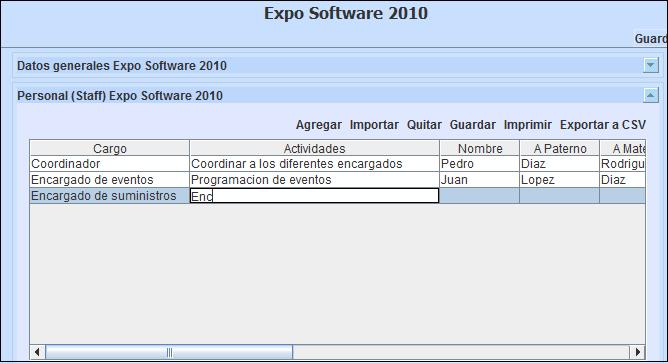 Expo Software 2010
Guard
Datos generales Expo Software 2010
Personal (Staff) Expo Software 2010
Agregar Importar Quitar Guardar Imprimir Exportar a CSV
Cargo Actividades Nombre A Paterno A Mate
Coordinador Coordinar a los diferentes encargados Pedro Diaz Rodrigu
Encargado de eventos Programacion de eventos Juan Lopez Diaz
Encargado de suministros Enc